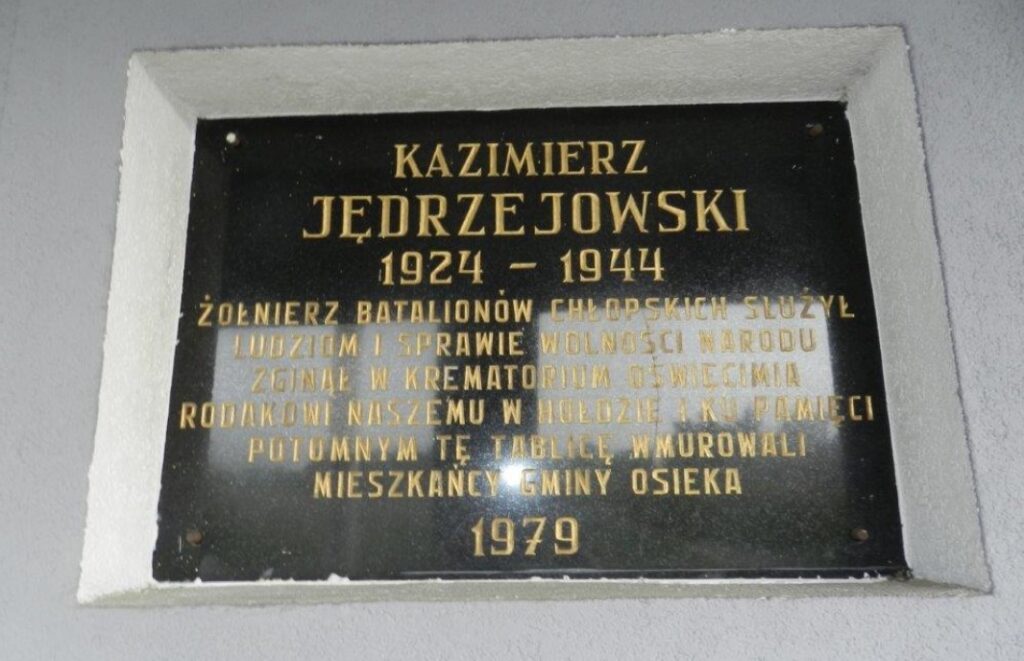 KAZIMIERZ
JĘDRZEJOWSKI
1924 – 1944
ŻOŁNIERZ BATALIONÓW CHŁOPSKICH SŁUŻYŁ
LUDZIOM I SPRAWIE WOLNOŚCI NARODU
ZGINĄŁ W KREMATORIUM OŚWIĘCIMIA
RODAKOWI NASZEMU W HOŁDZIE I KU PAMIĘCI
POTOMNYM TĘ TABLICĘ WMUROWALI
MIESZKAŃCY GMINY OSIEKA
1979